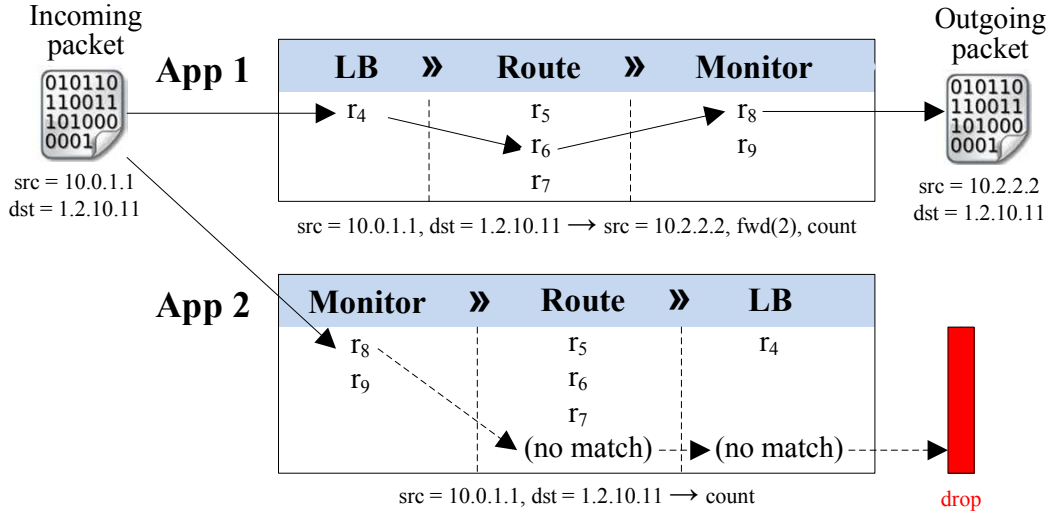 Incoming
packet
010110
110011
101000
0001
src = 10.0.1.1
dst = 1.2.10.11
App 1
LB » Route » Monitor
r4 r5 r8
r6 r9
r7
src = 10.0.1.1, dst = 1.2.10.11 → src = 10.2.2.2, fwd(2), count
Outgoing
packet
010110
110011
101000
0001
src = 10.2.2.2
dst = 1.2.10.11
App 2
Monitor » Route » LB
r8 r5 r4
r9 r6
r7
(no match) (no match)
src = 10.0.1.1, dst = 1.2.10.11 → count
drop